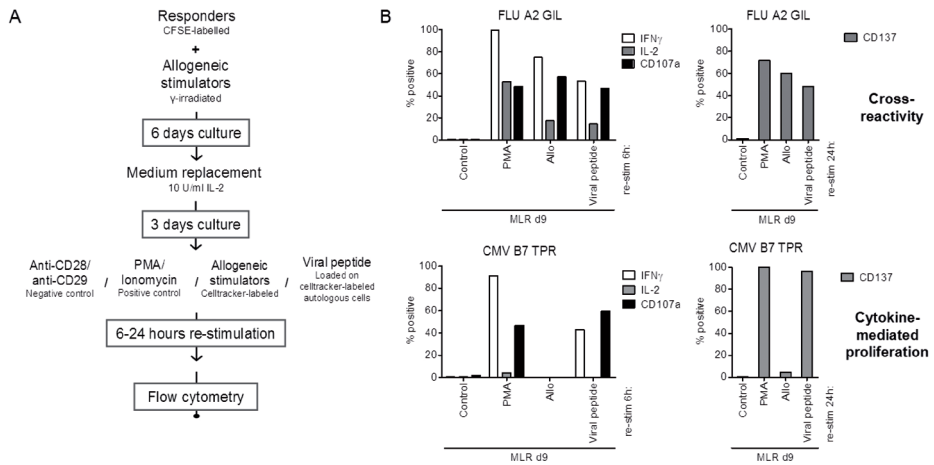 A
Responders
CFSE-labelled
+
Allogeneic
stimulators
γ-irradiated
6 days culture
Medium replacement
10 U/ml IL-2
3 days culture
Anti-CD28/
anti-CD29
Negative control
/
PMA/
Ionomycin
Positive control
/
Allogeneic
stimulators
Celltracker-labeled
/
Viral peptide
Loaded on
celltracker-labeled
autologous cells
6-24 hours re-stimulation
Flow cytometry
B
FLU A2 GIL
% positive
100
80
60
40
20
0
IFNγ
IL-2
CD107a
Control
PMA
Allo
Viral peptide
re-stim 6h:
MLR d9
FLU A2 GIL
% positive
100
80
60
40
20
0
CD137
Control
PMA
Allo
Viral peptide
re-stim 24h:
MLR d9
Cross-
reactivity
CMV B7 TPR
% positive
100
80
60
40
20
0
IFNγ
IL-2
CD107a
Control
PMA
Allo
Viral peptide
re-stim 6h:
MLR d9
CMV B7 TPR
% positive
100
80
60
40
20
0
CD137
Control
PMA
Allo
Viral peptide
re-stim 24h:
MLR d9
Cytokine-
mediated
proliferation